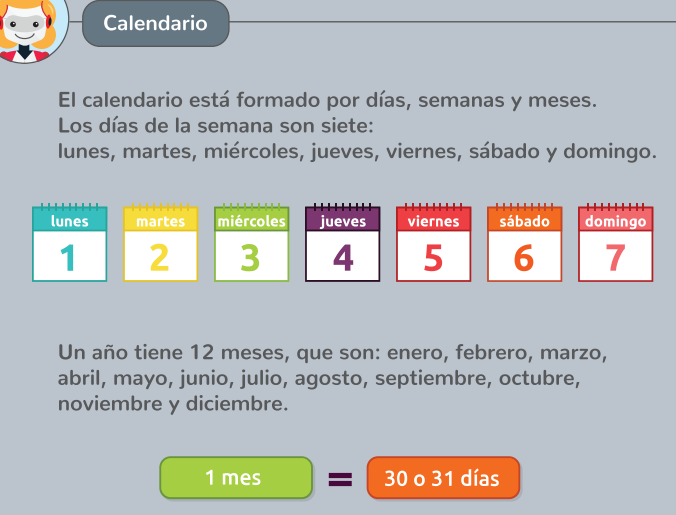 Calendario
El calendario está formado por días, semanas y meses.
Los días de la semana son siete:
lunes, martes, miércoles, jueves, viernes, sábado y domingo.
lunes martes miércoles jueves viernes sábado domingo
1 2 3 4 5 6 7
Un año tiene 12 meses, que son: enero, febrero, marzo,
abril, mayo, junio, julio, agosto, septiembre, octubre,
noviembre y diciembre.
1 mes = 30 o 31 días